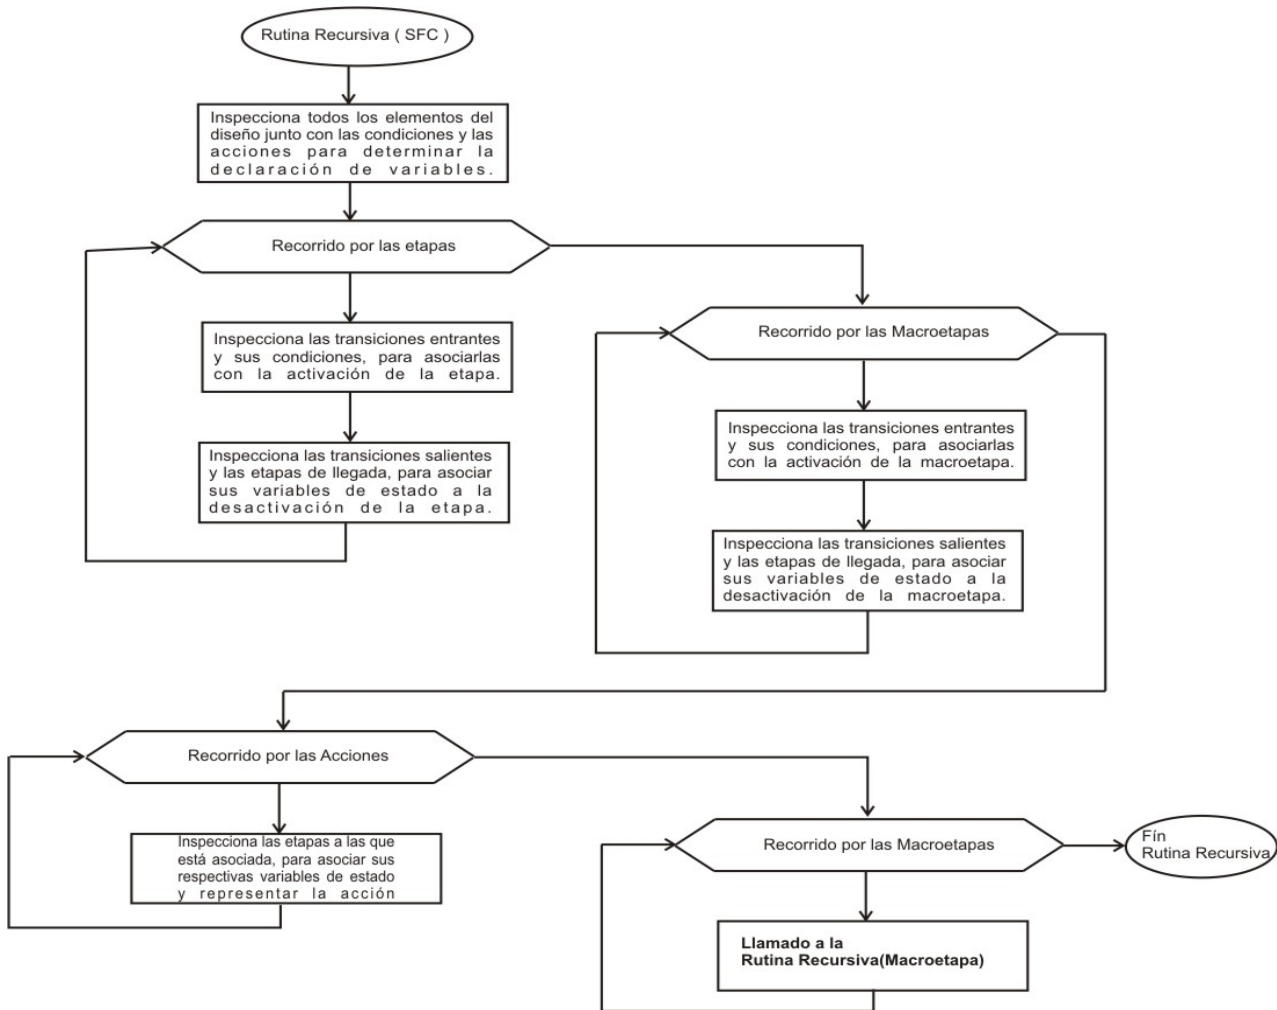 Rutina Recursiva ( SFC )
Inspecciona todos los elementos del
diseño junto con las condiciones y las
acciones para determinar la
declaración de variables.
Recorrido por las etapas
Inspecciona las transiciones entrantes
y sus condiciones, para asociarlas
con la activación de la etapa.
Inspecciona las transiciones salientes
y las etapas de llegada, para asociar
sus variables de estado a la
desactivación de la etapa.
Recorrido por las Macroetapas
Inspecciona las transiciones entrantes
y sus condiciones, para asociarlas
con la activación de la macroetapa.
Inspecciona las transiciones salientes
y las etapas de llegada, para asociar
sus variables de estado a la
desactivación de la macroetapa.
Recorrido por las Acciones
Inspecciona las etapas a las que
está asociada, para asociar sus
respectivas variables de estado
y representar la acción
Recorrido por las Macroetapas
Llamado a la
Rutina Recursiva(Macroetapa)
Fín
Rutina Recursiva